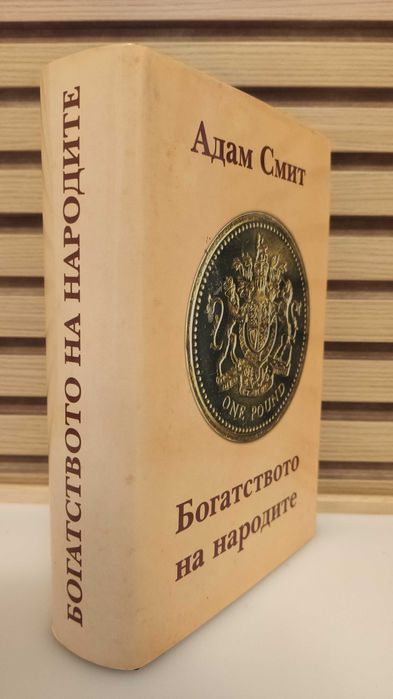 БОГАТСТВОТО НА НАРОДИТЕ
Адам Смит
ONE POUND
Богатството
на народите